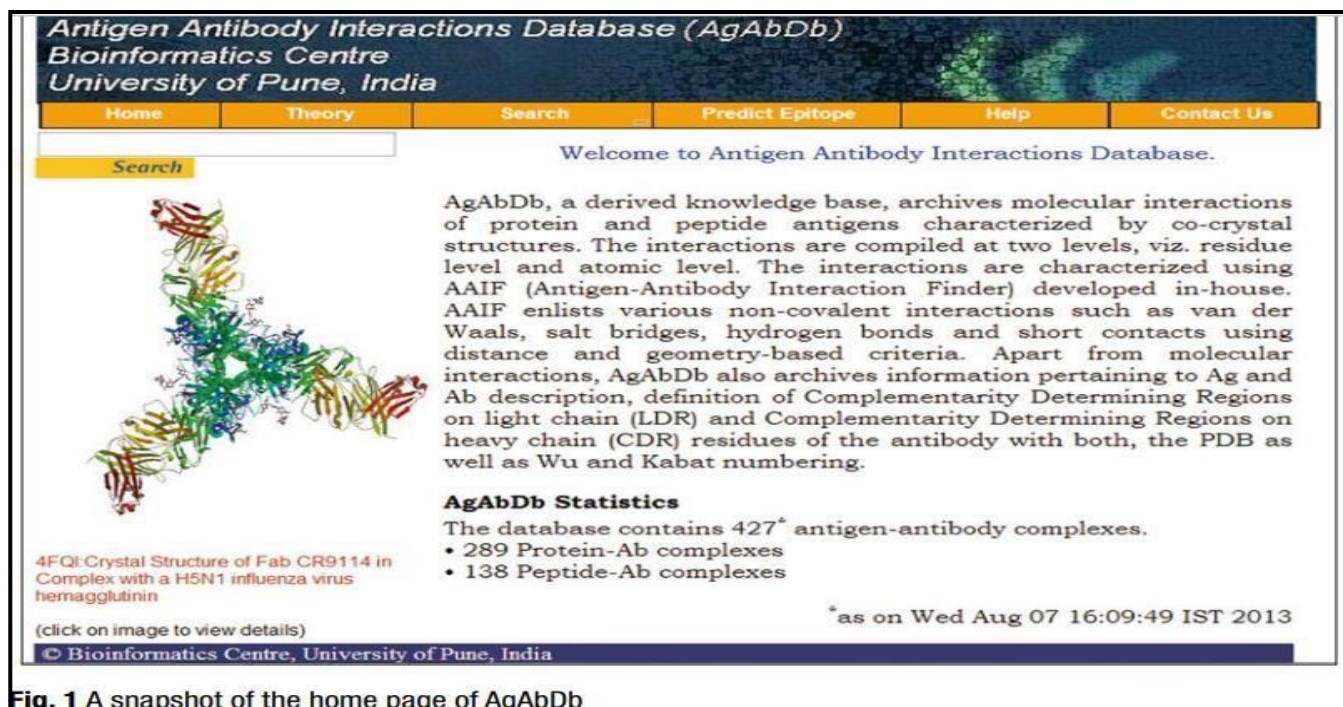 Antigen Antibody Interactions Database (AgAbDb)
Bioinformatics Centre
University of Pune, India
Home Theory Search Predict Epitope Help Contact Us
Search
Welcome to Antigen Antibody Interactions Database.
AgAbDb, a derived knowledge base, archives molecular interactions
of protein and peptide antigens characterized by co-crystal
structures. The interactions are compiled at two levels, viz. residue
level and atomic level. The interactions are characterized using
AAIF (Antigen-Antibody Interaction Finder) developed in-house.
AAIF enlists various non-covalent interactions such as van der
Waals, salt bridges, hydrogen bonds and short contacts using
distance and geometry-based criteria. Apart from molecular
interactions, AgAbDb also archives information pertaining to Ag and
Ab description, definition of Complementarity Determining Regions
on light chain (LDR) and Complementarity Determining Regions on
heavy chain (CDR) residues of the antibody with both, the PDB as
well as Wu and Kabat numbering.
AgAbDb Statistics
The database contains 427* antigen-antibody complexes.
• 289 Protein-Ab complexes
• 138 Peptide-Ab complexes
*as on Wed Aug 07 16:09:49 IST 2013
4FQI:Crystal Structure of Fab CR9114 in
Complex with a H5N1 influenza virus
hemagglutinin
(click on image to view details)
© Bioinformatics Centre, University of Pune, India
Fig. 1 A snapshot of the home page of AgAbDb